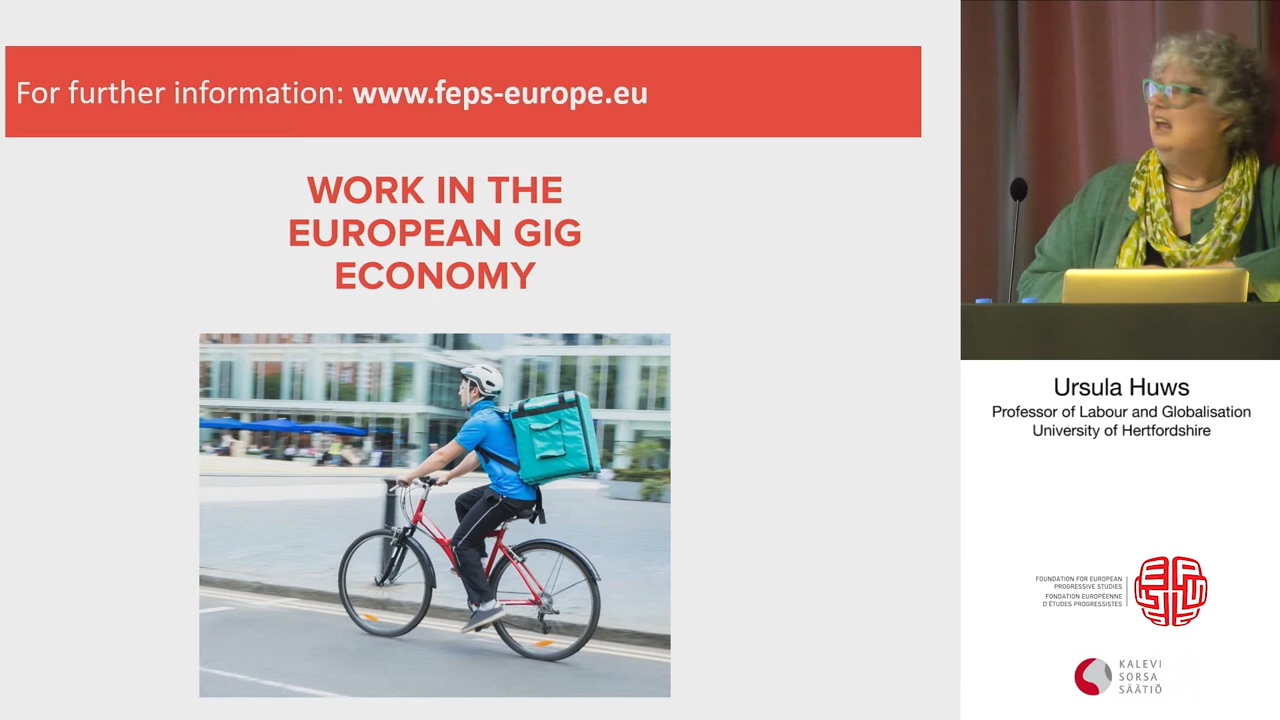 For further information: www.feps-europe.eu
WORK IN THE
EUROPEAN GIG
ECONOMY
Ursula Huws
Professor of Labour and Globalisation
University of Hertfordshire
FOUNDATION FOR EUROPEAN
PROGRESSIVE STUDIES
FONDATION EUROPÉENNE
D'ÉTUDES PROGRESSISTES
KALEVI
SORSA
SÄÄTIÖ